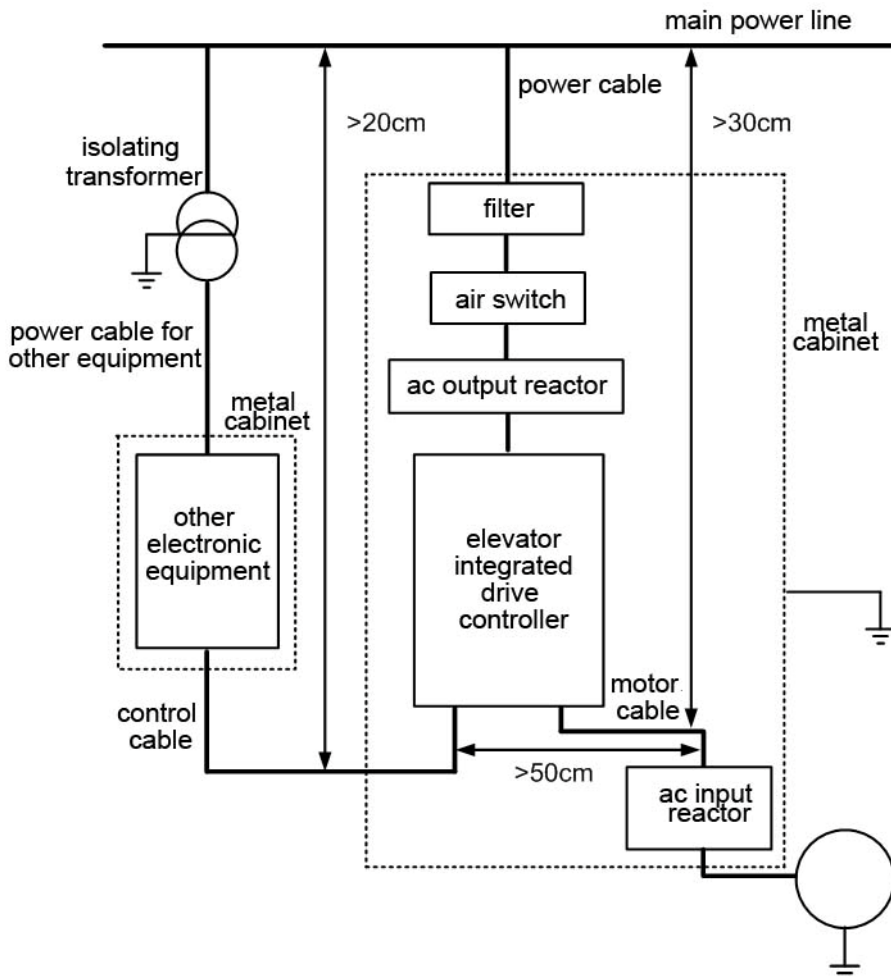 main power line
power cable
>20cm
>30cm
isolating
transformer
filter
air switch
power cable for
other equipment
metal
cabinet
ac output reactor
metal
cabinet
other
electronic
equipment
elevator
integrated
drive
controller
motor
cable
control
cable
>50cm
ac input
reactor